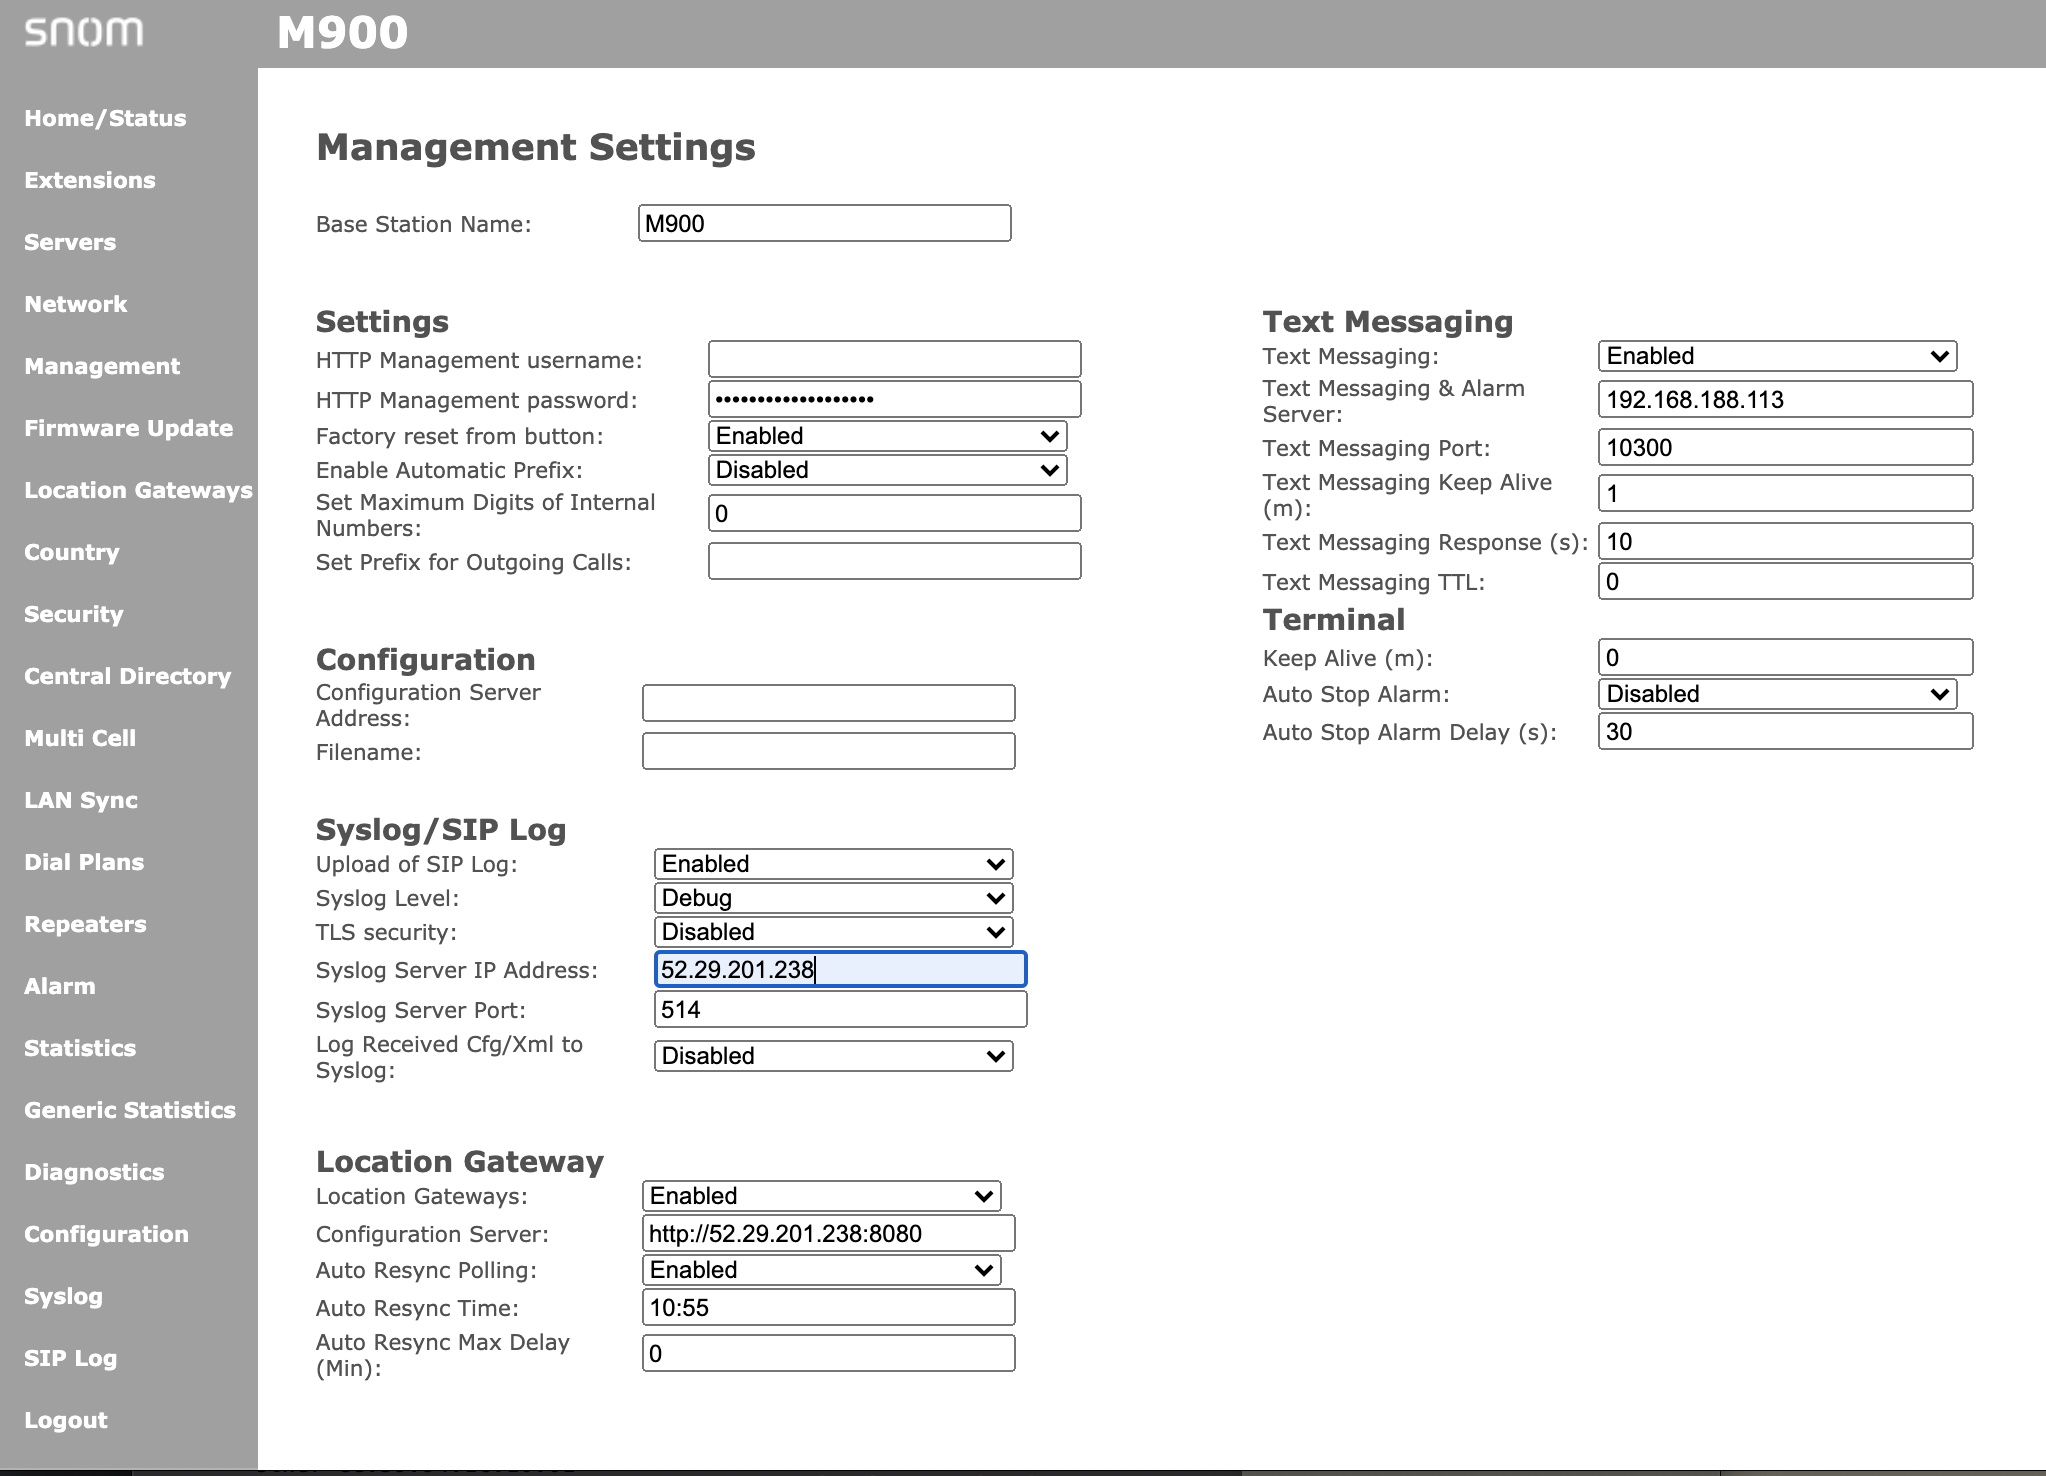 snom
M900
Home/Status
Extensions
Servers
Network
Management
Firmware Update
Location Gateways
Country
Security
Central Directory
Multi Cell
LAN Sync
Dial Plans
Repeaters
Alarm
Statistics
Generic Statistics
Diagnostics
Configuration
Syslog
SIP Log
Logout
Management Settings
Base Station Name: M900
Settings
HTTP Management username:
HTTP Management password: •••••••••••••••••••
Factory reset from button: Enabled
Enable Automatic Prefix: Disabled
Set Maximum Digits of Internal
Numbers: 0
Set Prefix for Outgoing Calls:
Configuration
Configuration Server
Address:
Filename:
Syslog/SIP Log
Upload of SIP Log: Enabled
Syslog Level: Debug
TLS security: Disabled
Syslog Server IP Address: 52.29.201.238
Syslog Server Port: 514
Log Received Cfg/Xml to
Syslog: Disabled
Location Gateway
Location Gateways: Enabled
Configuration Server: http://52.29.201.238:8080
Auto Resync Polling: Enabled
Auto Resync Time: 10:55
Auto Resync Max Delay
(Min): 0
Text Messaging
Text Messaging: Enabled
Text Messaging & Alarm
Server: 192.168.188.113
Text Messaging Port: 10300
Text Messaging Keep Alive
(m): 1
Text Messaging Response (s): 10
Text Messaging TTL: 0
Terminal
Keep Alive (m): 0
Auto Stop Alarm: Disabled
Auto Stop Alarm Delay (s): 30